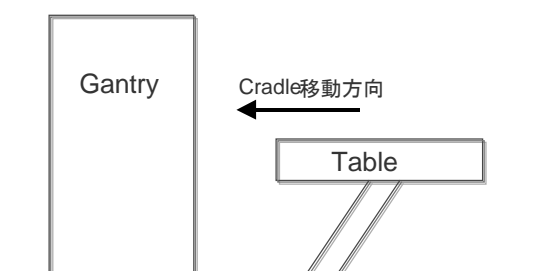 Gantry
Cradle移動方向
Table